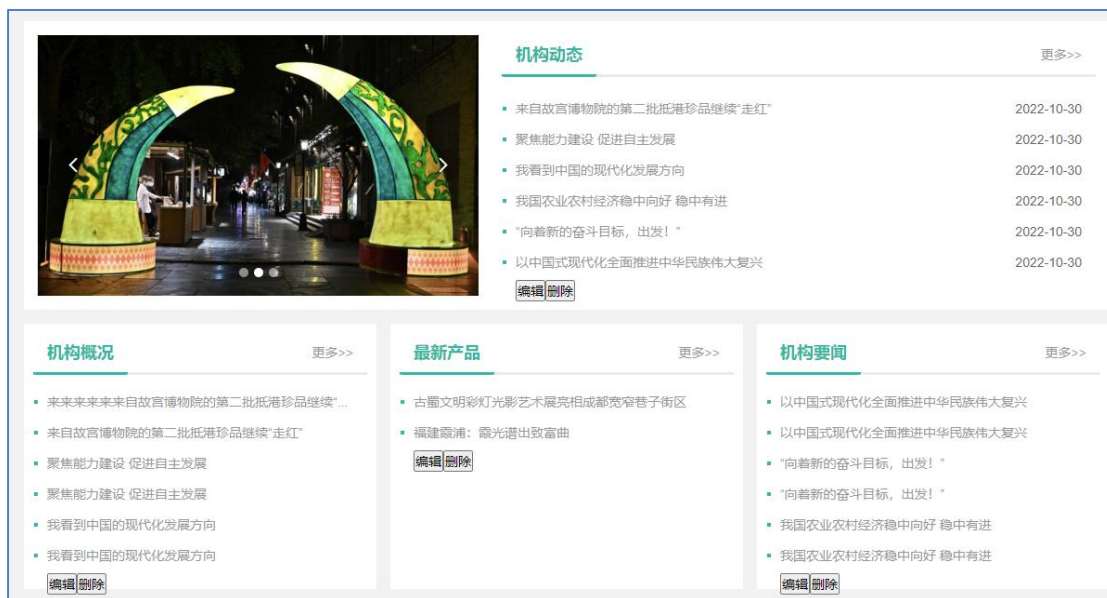 机构动态 更多>>
来自故宫博物院的第二批抵港珍品继续“走红” 2022-10-30
聚焦能力建设 促进自主发展 2022-10-30
我看到中国的现代化发展方向 2022-10-30
我国农业农村经济稳中向好 稳中有进 2022-10-30
“向着新的奋斗目标，出发！” 2022-10-30
以中国式现代化全面推进中华民族伟大复兴 2022-10-30
编辑 删除
机构概况 更多>>
来来来来来来自故宫博物院的第二批抵港珍品继续“...
来自故宫博物院的第二批抵港珍品继续“走红”
聚焦能力建设 促进自主发展
聚焦能力建设 促进自主发展
我看到中国的现代化发展方向
我看到中国的现代化发展方向
编辑 删除
最新产品 更多>>
古蜀文明彩灯光影艺术展亮相成都宽窄巷子街区
福建霞浦：霞光谱出致富曲
编辑 删除
机构要闻 更多>>
以中国式现代化全面推进中华民族伟大复兴
以中国式现代化全面推进中华民族伟大复兴
“向着新的奋斗目标，出发！”
“向着新的奋斗目标，出发！”
我国农业农村经济稳中向好 稳中有进
我国农业农村经济稳中向好 稳中有进
编辑 删除